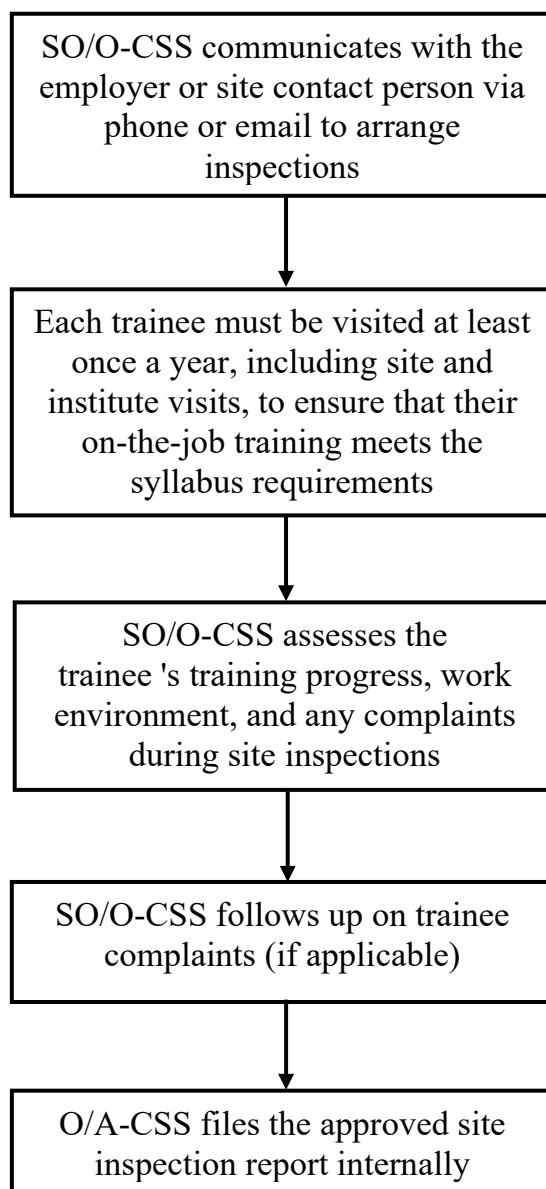 SO/O-CSS communicates with the
employer or site contact person via
phone or email to arrange
inspections
Each trainee must be visited at least
once a year, including site and
institute visits, to ensure that their
on-the-job training meets the
syllabus requirements
SO/O-CSS assesses the
trainee 's training progress, work
environment, and any complaints
during site inspections
SO/O-CSS follows up on trainee
complaints (if applicable)
O/A-CSS files the approved site
inspection report internally